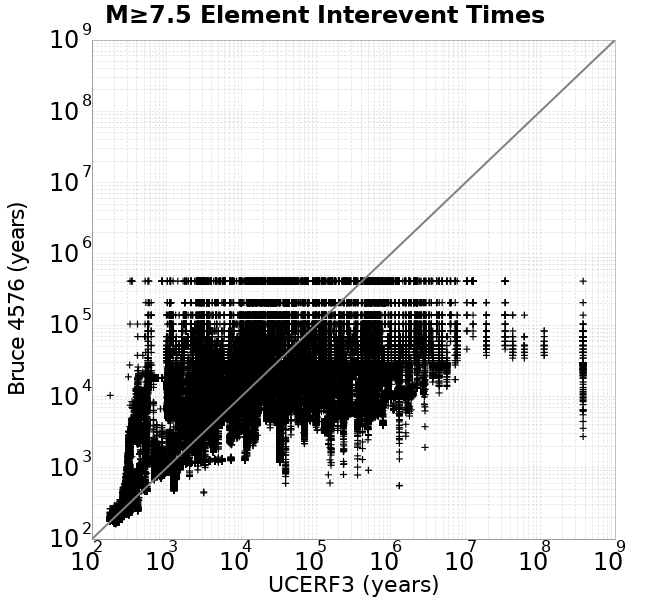 M≥7.5 Element Interevent Times
10^9
10^8
10^7
10^6
10^5
10^4
10^3
10^2
Bruce 4576 (years)
10^2 10^3 10^4 10^5 10^6 10^7 10^8 10^9
UCERF3 (years)